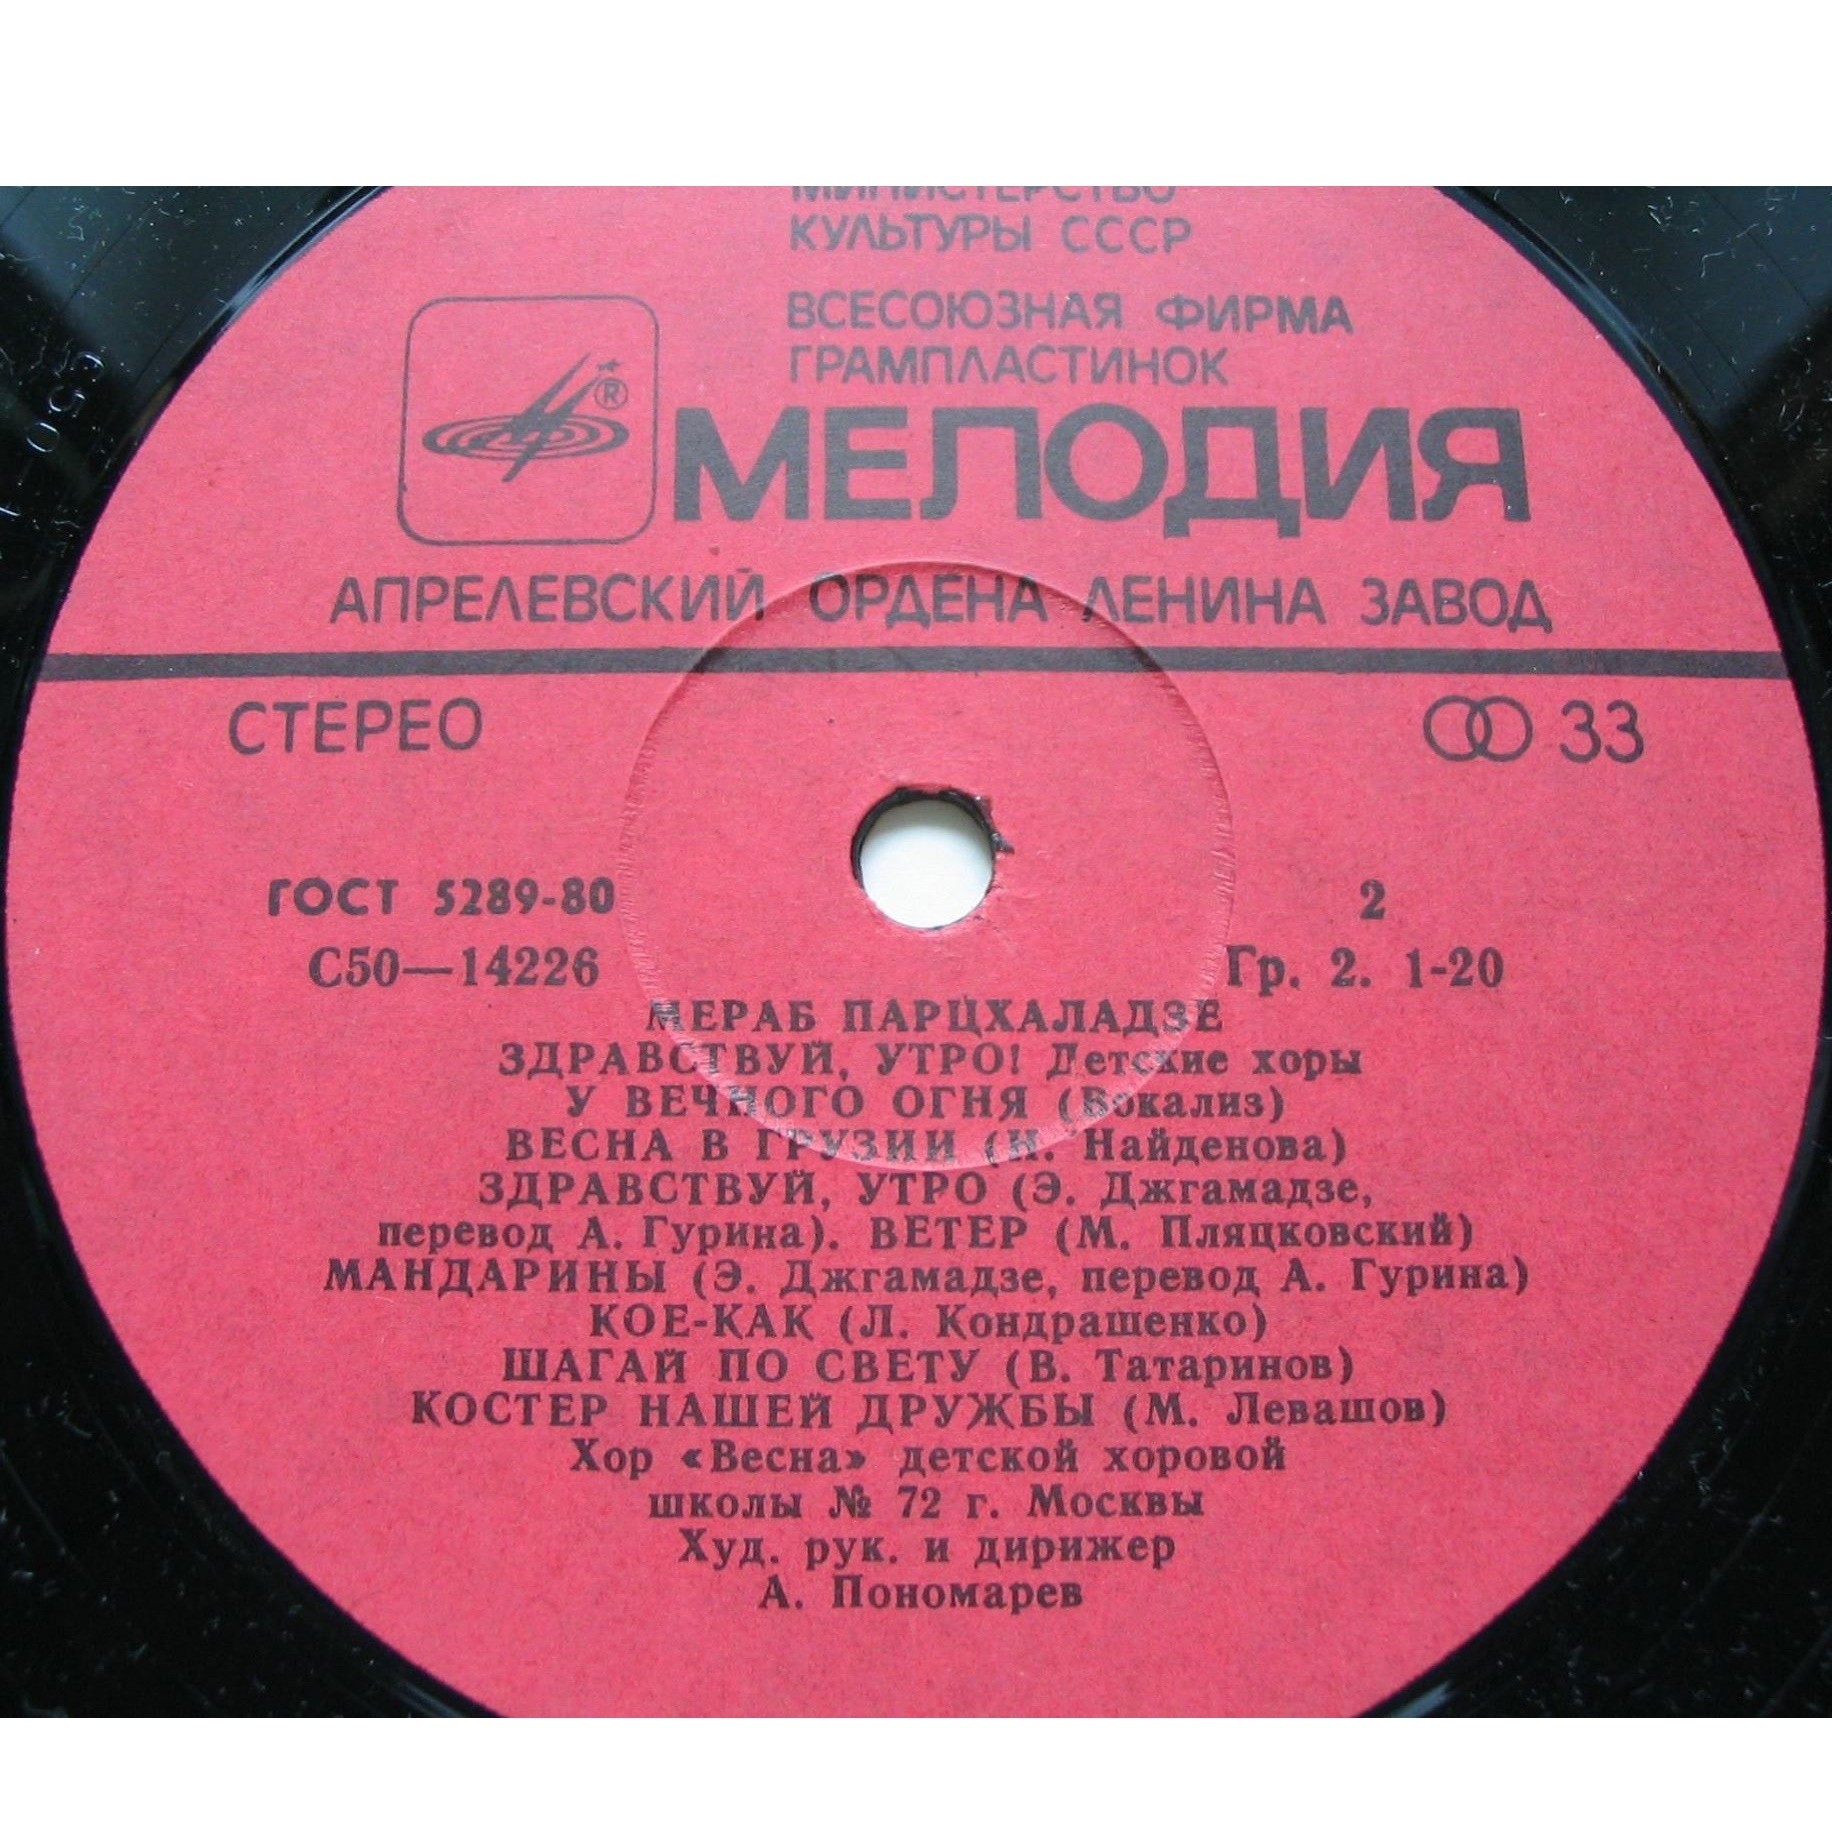 МИНИСТЕРСТВО
КУЛЬТУРЫ СССР
ВСЕСОЮЗНАЯ ФИРМА
ГРАМПЛАСТИНОК
®
МЕЛОДИЯ
АПРЕЛЕВСКИЙ ОРДЕНА ЛЕНИНА ЗАВОД
СТЕРЕО 33
ГОСТ 5289-80 2
С50—14226 Гр. 2. 1-20
МЕРАБ ПАРЦХАЛАДЗЕ
ЗДРАВСТВУЙ, УТРО! Детские хоры
У ВЕЧНОГО ОГНЯ (Вокализ)
ВЕСНА В ГРУЗИИ (Н. Найденова)
ЗДРАВСТВУЙ, УТРО (Э. Джгамадзе,
перевод А. Гурина). ВЕТЕР (М. Пляцковский)
МАНДАРИНЫ (Э. Джгамадзе, перевод А. Гурина)
КОЕ-КАК (Л. Кондрашенко)
ШАГАЙ ПО СВЕТУ (В. Татаринов)
КОСТЕР НАШЕЙ ДРУЖБЫ (М. Левашов)
Хор «Весна» детской хоровой
школы № 72 г. Москвы
Худ. рук. и дирижер
А. Пономарев